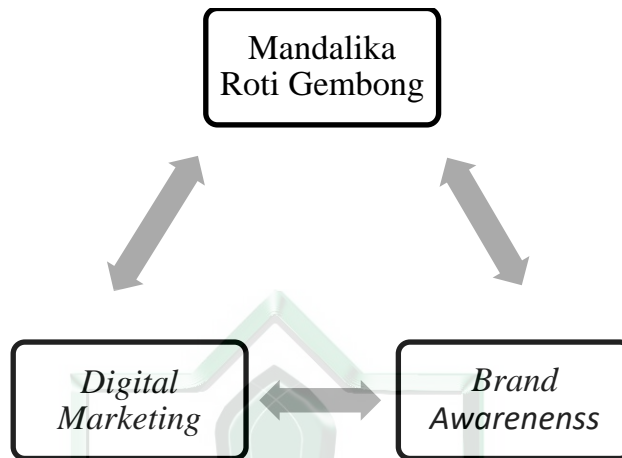 Mandalika
Roti Gembong
Digital
Marketing
Brand
Awarenenss